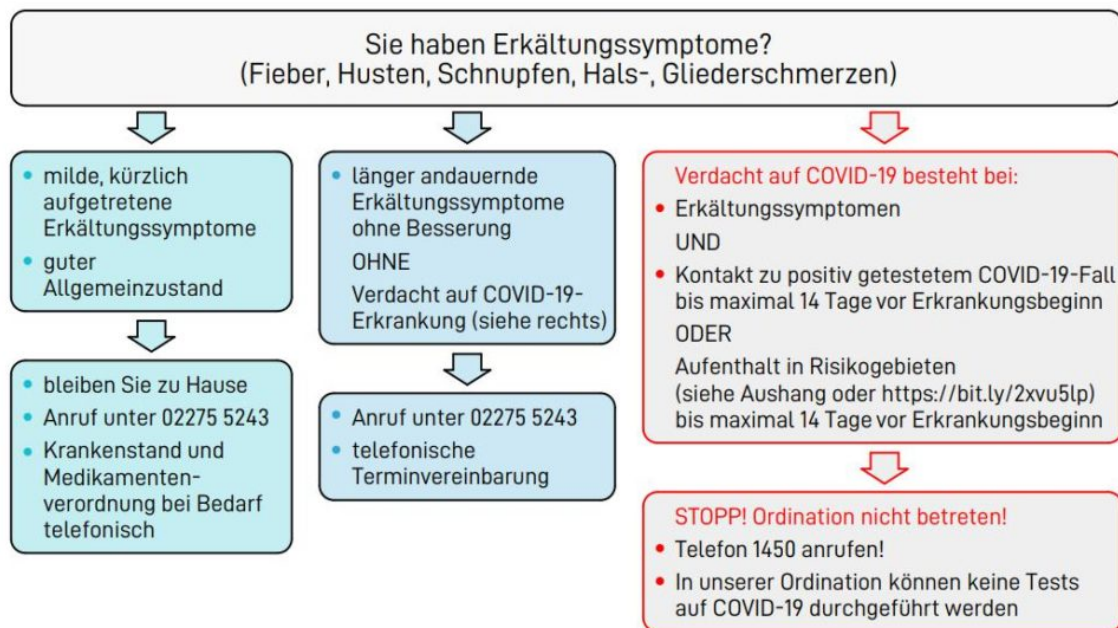 Sie haben Erkältungssymptome?
(Fieber, Husten, Schnupfen, Hals-, Gliederschmerzen)
milde, kürzlich
aufgetretene
Erkältungssymptome
guter
Allgemeinzustand
bleiben Sie zu Hause
Anruf unter 02275 5243
Krankenstand und
Medikamenten-
verordnung bei Bedarf
telefonisch
länger andauernde
Erkältungssymptome
ohne Besserung
OHNE
Verdacht auf COVID-19-
Erkrankung (siehe rechts)
Anruf unter 02275 5243
telefonische
Terminvereinbarung
Verdacht auf COVID-19 besteht bei:
Erkältungssymptomen
UND
Kontakt zu positiv getestetem COVID-19-Fall
bis maximal 14 Tage vor Erkrankungsbeginn
ODER
Aufenthalt in Risikogebieten
(siehe Aushang oder https://bit.ly/2xvu5lp)
bis maximal 14 Tage vor Erkrankungsbeginn
STOPP! Ordination nicht betreten!
Telefon 1450 anrufen!
In unserer Ordination können keine Tests
auf COVID-19 durchgeführt werden